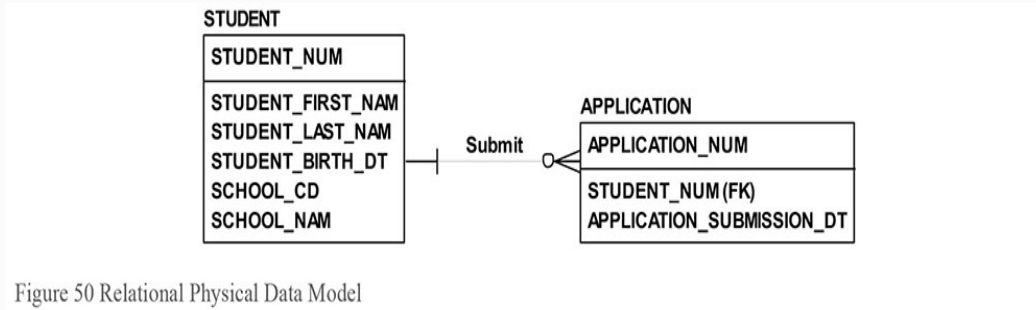 STUDENT
STUDENT_NUM
STUDENT_FIRST_NAM
STUDENT_LAST_NAM
STUDENT_BIRTH_DT
SCHOOL_CD
SCHOOL_NAM
Submit
APPLICATION
APPLICATION_NUM
STUDENT_NUM (FK)
APPLICATION_SUBMISSION_DT
Figure 50 Relational Physical Data Model